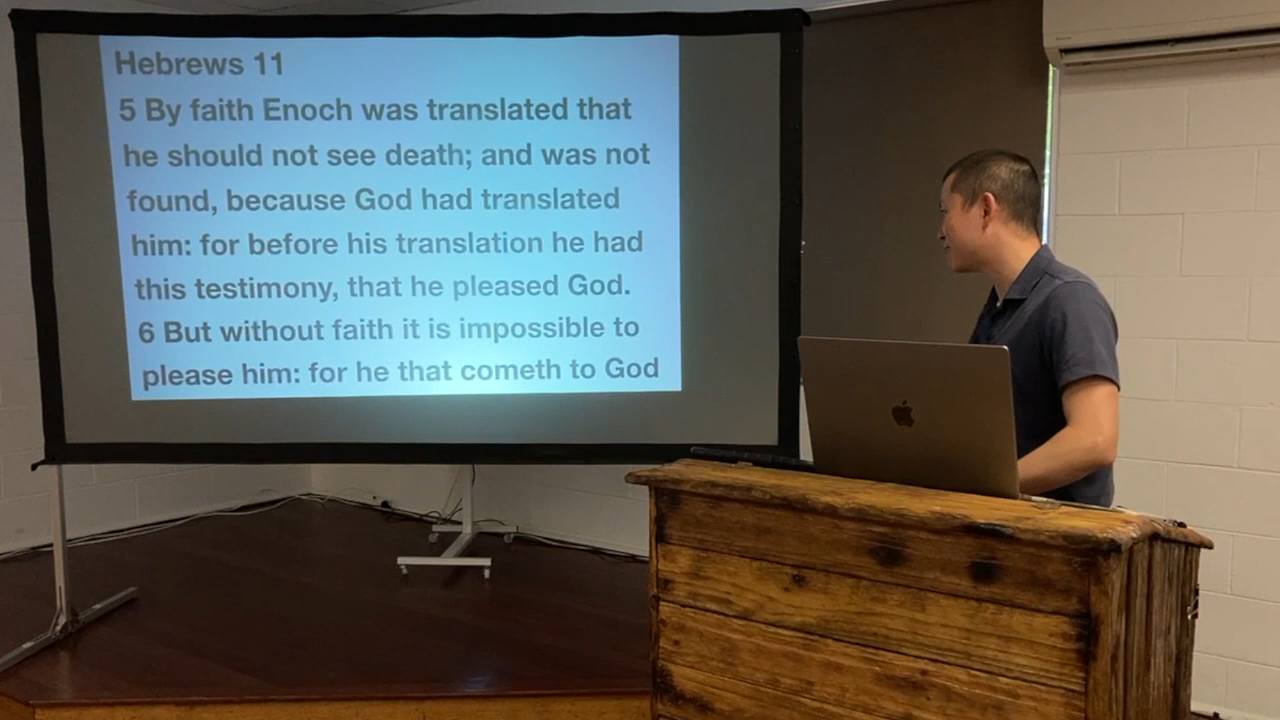 Hebrews 11
5 By faith Enoch was translated that
he should not see death; and was not
found, because God had translated
him: for before his translation he had
this testimony, that he pleased God.
6 But without faith it is impossible to
please him: for he that cometh to God